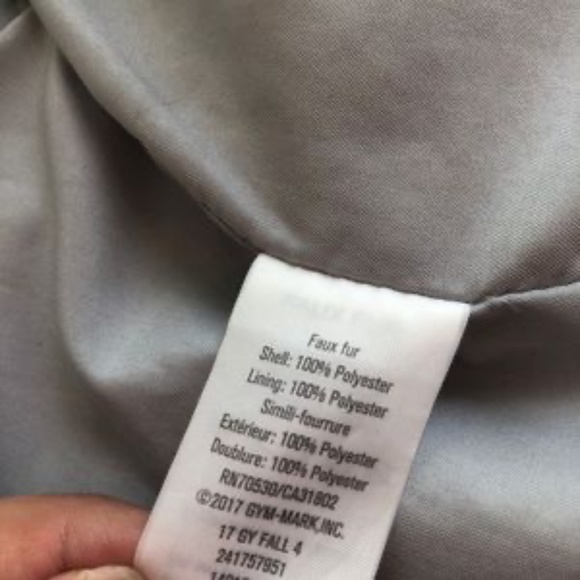 Faux fur
Shell: 100% Polyester
Lining: 100% Polyester
Simili-fourrure
Extérieur: 100% Polyester
Doublure: 100% Polyester
RN70530/CA31802
©2017 GYM-MARK,INC.
17 GY FALL 4
241757951